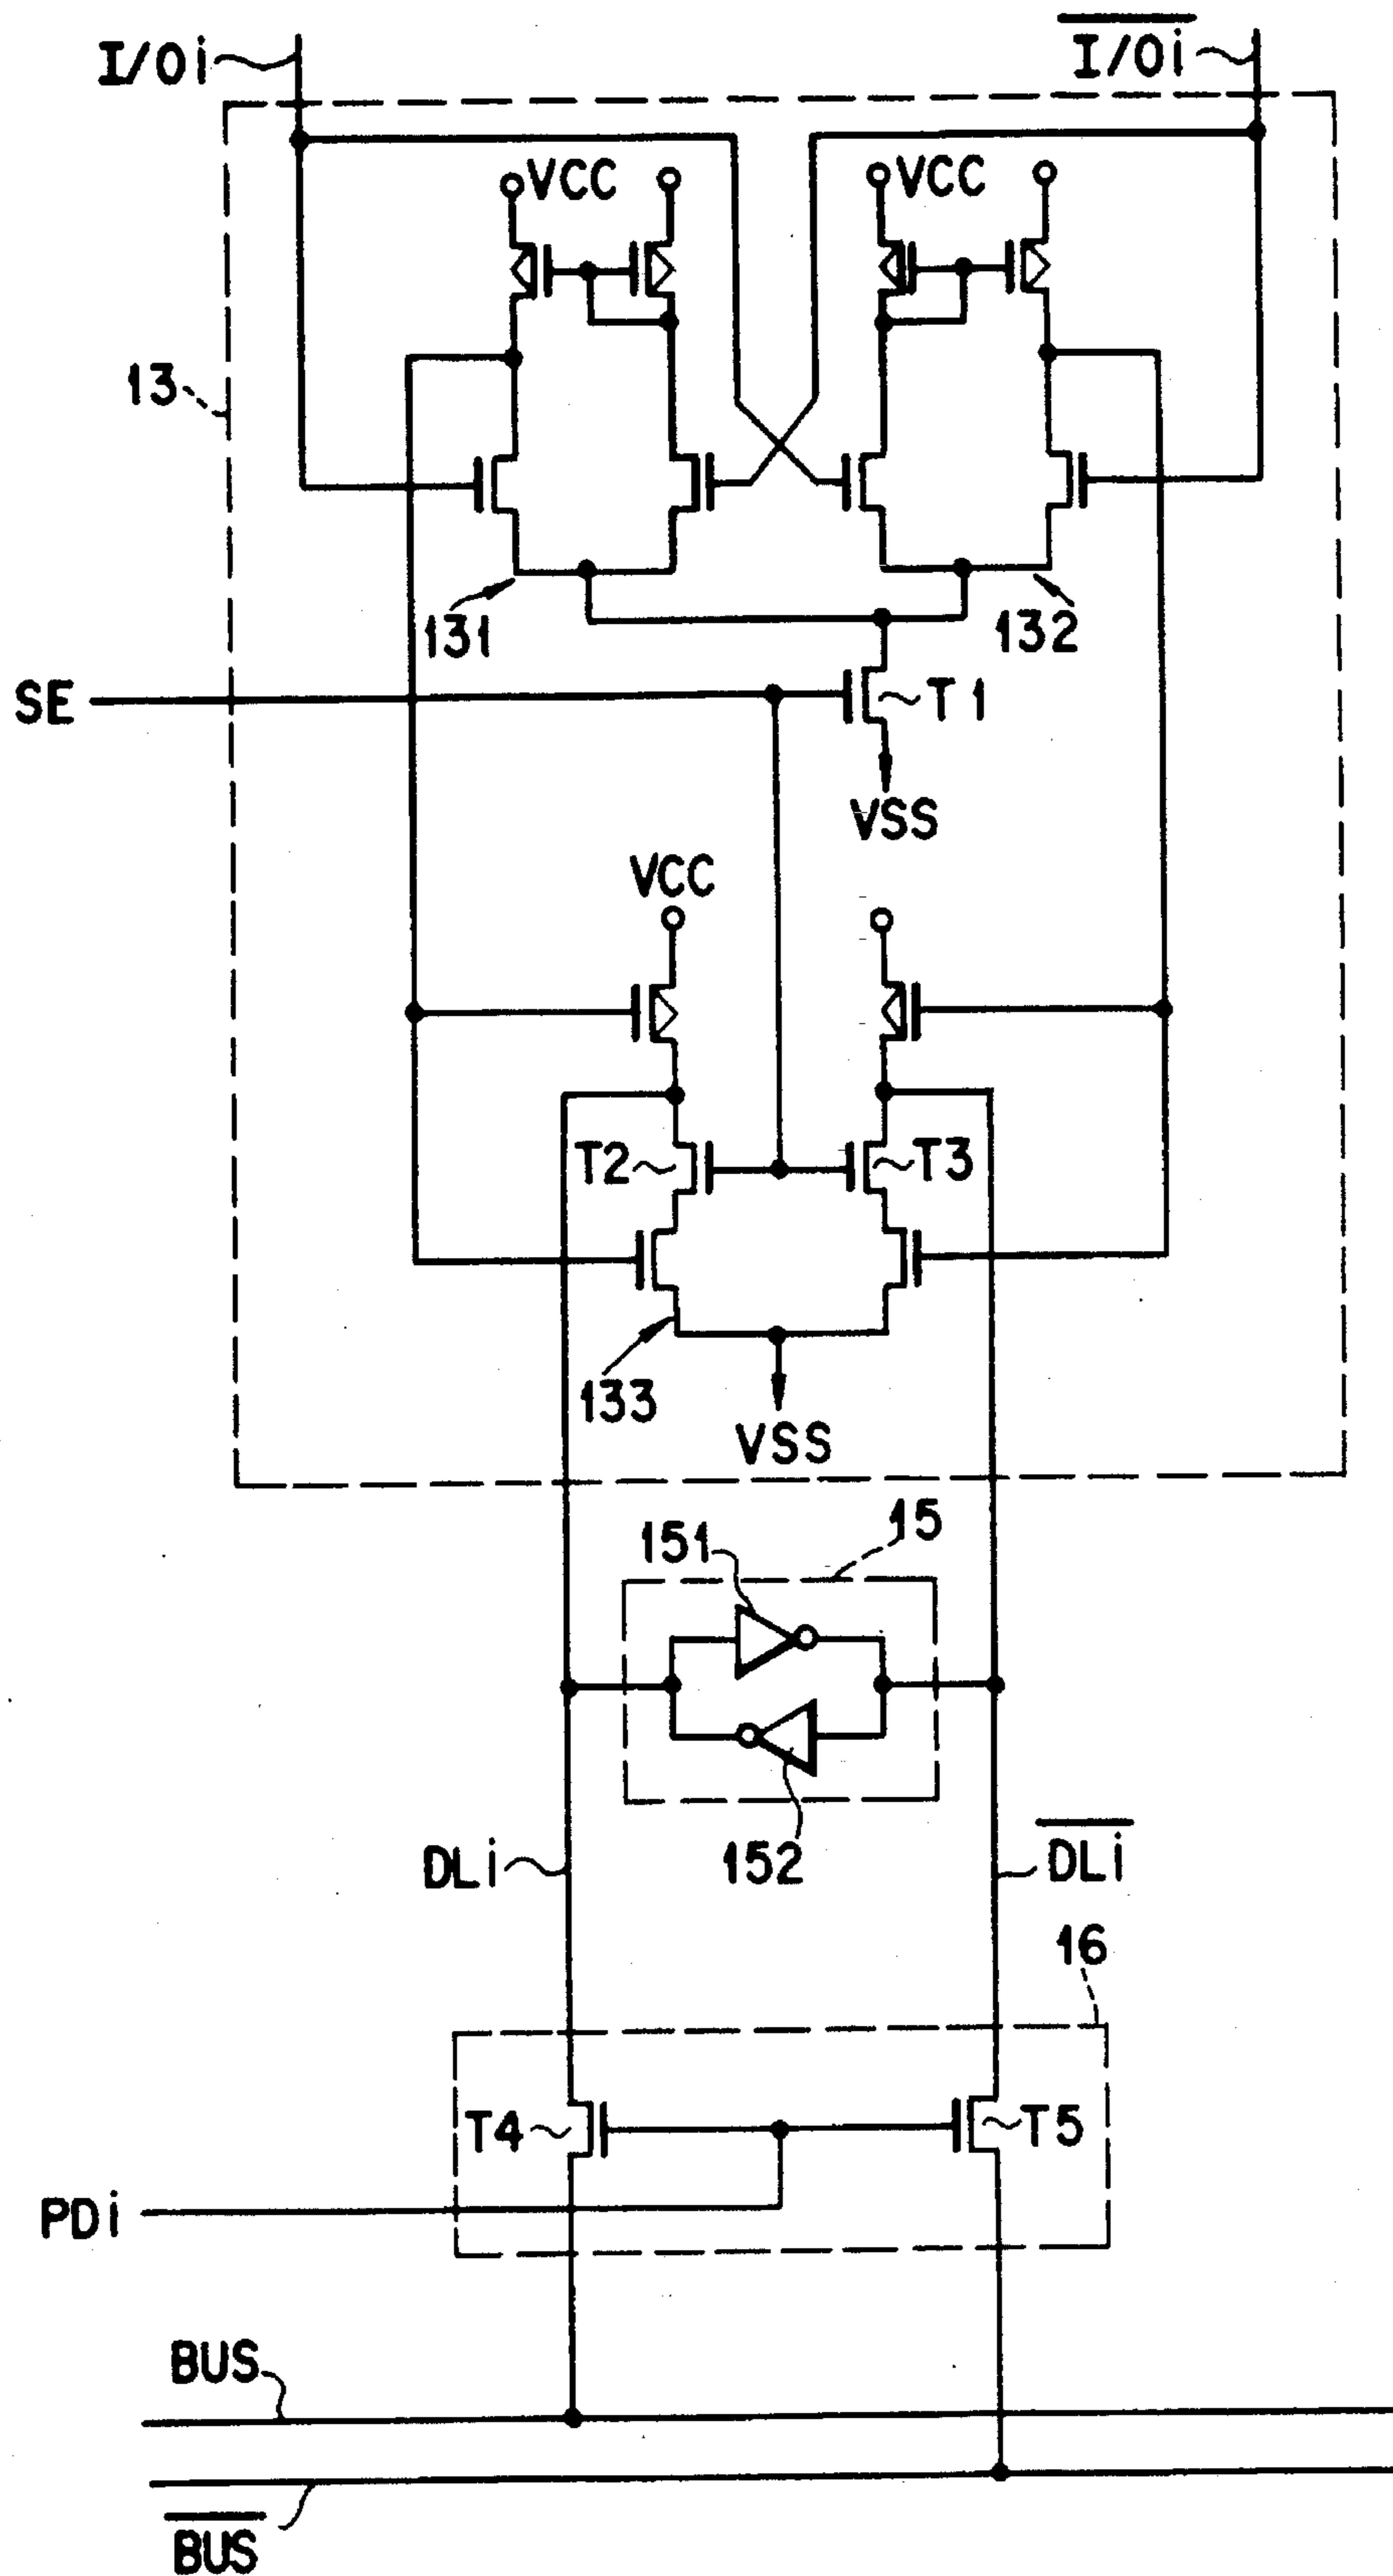 I/Oi
I/Oi
VCC
VCC
13
131
132
SE
T1
VSS
VCC
T2
T3
133
VSS
151
15
152
DLi
DLi
16
T4
T5
PDi
BUS
BUS